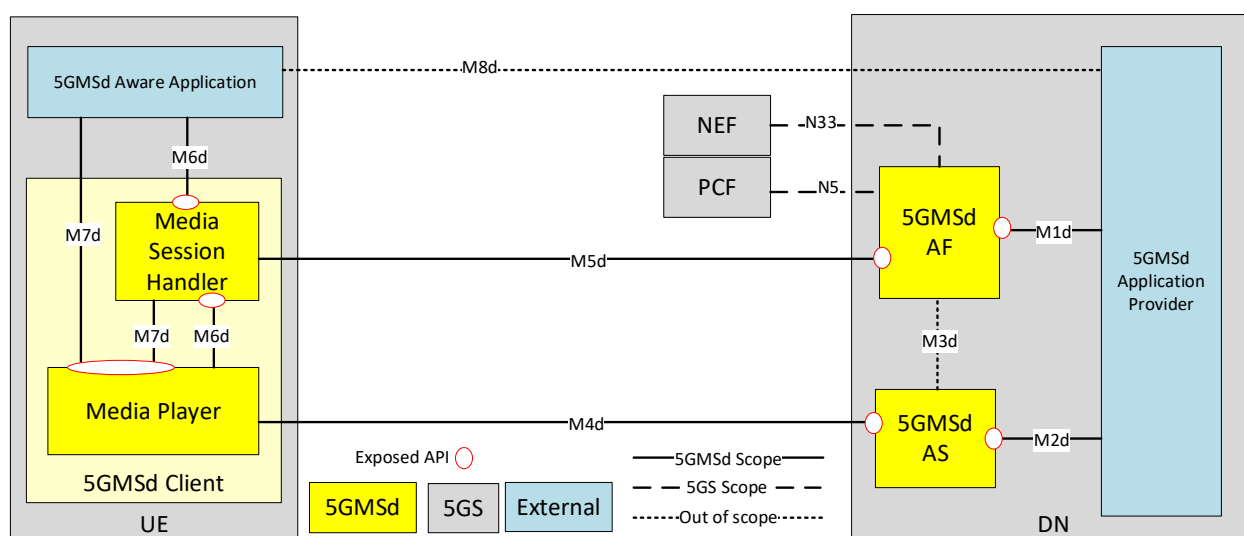 5GMSd Aware Application
M8d
NEF
N33
PCF
N5
M6d
M7d
Media
Session
Handler
M5d
5GMSd
AF
M1d
5GMSd
Application
Provider
M7d
M6d
M3d
Media Player
M4d
5GMSd
AS
M2d
5GMSd Client
UE
Exposed API
5GMSd
5GS
External
5GMSd Scope
5GS Scope
Out of scope
DN